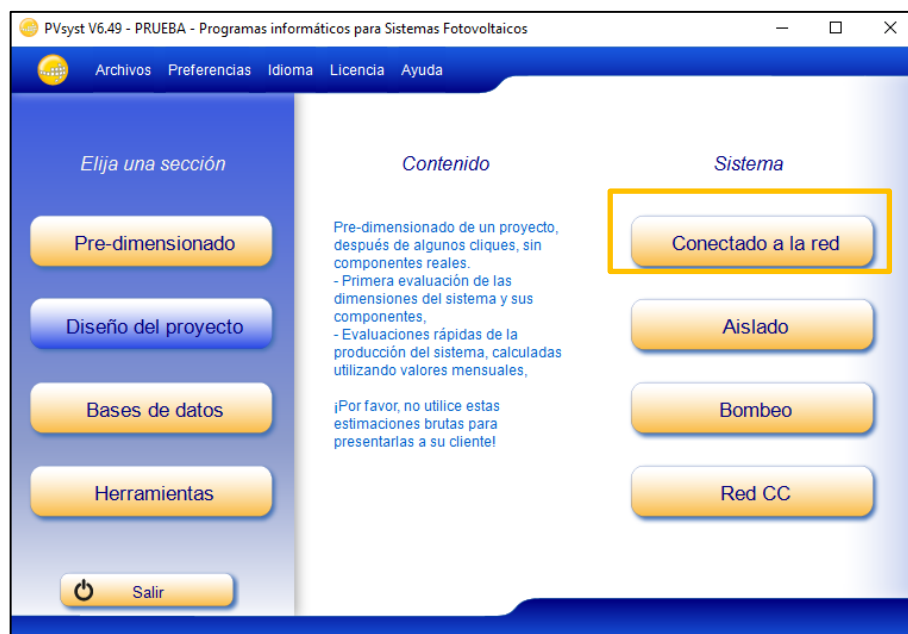 PVsyst V6.49 - PRUEBA - Programas informáticos para Sistemas Fotovoltaicos
Archivos Preferencias Idioma Licencia Ayuda
Elija una sección
Pre-dimensionado
Diseño del proyecto
Bases de datos
Herramientas
Salir
Contenido
Pre-dimensionado de un proyecto,
después de algunos cliques, sin
componentes reales.
- Primera evaluación de las
dimensiones del sistema y sus
componentes,
- Evaluaciones rápidas de la
producción del sistema, calculadas
utilizando valores mensuales,
¡Por favor, no utilice estas
estimaciones brutas para
presentarlas a su cliente!
Sistema
Conectado a la red
Aislado
Bombeo
Red CC